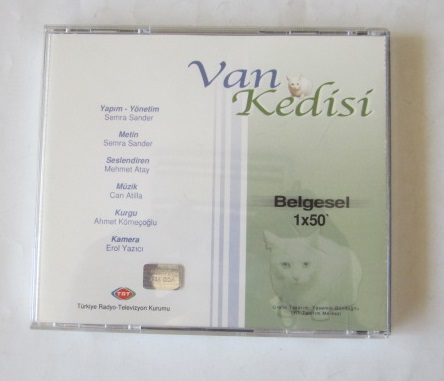 Van
Kedisi
Yapım - Yönetim
Semra Sander
Metin
Semra Sander
Seslendiren
Mehmet Atay
Müzik
Can Atilla
Kurgu
Ahmet Kömeçoğlu
Kamera
Erol Yazıcı
Belgesel
1x50'
TRT
Türkiye Radyo-Televizyon Kurumu